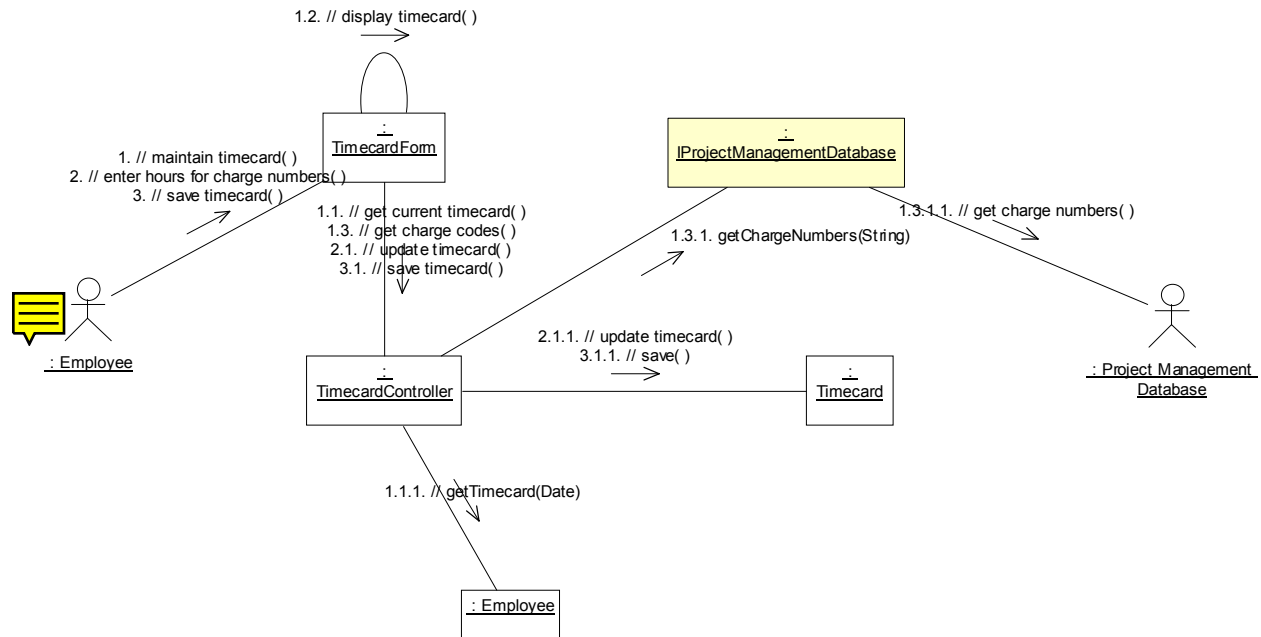 1.2. // display timecard( )
:
TimecardForm
:
IProjectManagementDatabase
1. // maintain timecard( )
2. // enter hours for charge numbers( )
3. // save timecard( )
1.1. // get current timecard( )
1.3. // get charge codes( )
2.1. // update timecard( )
3.1. // save timecard( )
1.3.1. getChargeNumbers(String)
1.3.1.1. // get charge numbers( )
: Employee
:
TimecardController
2.1.1. // update timecard( )
3.1.1. // save( )
:
Timecard
: Project Management
Database
1.1.1. // getTimecard(Date)
: Employee